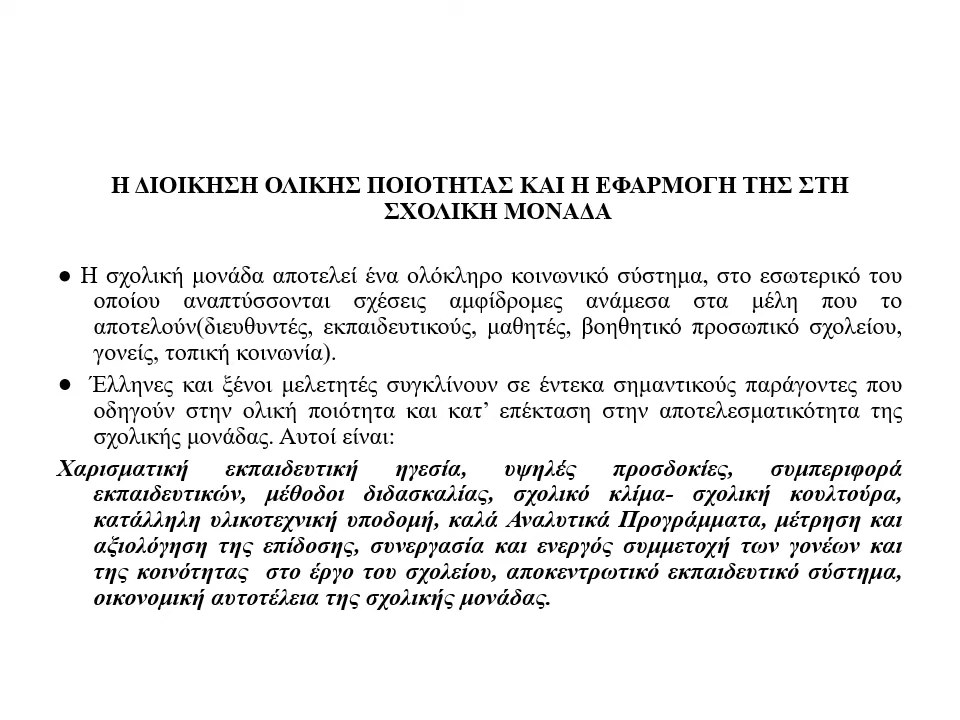 Η ΔΙΟΙΚΗΣΗ ΟΛΙΚΗΣ ΠΟΙΟΤΗΤΑΣ ΚΑΙ Η ΕΦΑΡΜΟΓΗ ΤΗΣ ΣΤΗ
ΣΧΟΛΙΚΗ ΜΟΝΑΔΑ
● Η σχολική μονάδα αποτελεί ένα ολόκληρο κοινωνικό σύστημα, στο εσωτερικό του
οποίου αναπτύσσονται σχέσεις αμφίδρομες ανάμεσα στα μέλη που το
αποτελούν(διευθυντές, εκπαιδευτικούς, μαθητές, βοηθητικό προσωπικό σχολείου,
γονείς, τοπική κοινωνία).
● Έλληνες και ξένοι μελετητές συγκλίνουν σε έντεκα σημαντικούς παράγοντες που
οδηγούν στην ολική ποιότητα και κατ’ επέκταση στην αποτελεσματικότητα της
σχολικής μονάδας. Αυτοί είναι:
Χαρισματική εκπαιδευτική ηγεσία, υψηλές προσδοκίες, συμπεριφορά
εκπαιδευτικών, μέθοδοι διδασκαλίας, σχολικό κλίμα- σχολική κουλτούρα,
κατάλληλη υλικοτεχνική υποδομή, καλά Αναλυτικά Προγράμματα, μέτρηση και
αξιολόγηση της επίδοσης, συνεργασία και ενεργός συμμετοχή των γονέων και
της κοινότητας  στο έργο του σχολείου, αποκεντρωτικό εκπαιδευτικό σύστημα,
οικονομική αυτοτέλεια της σχολικής μονάδας.